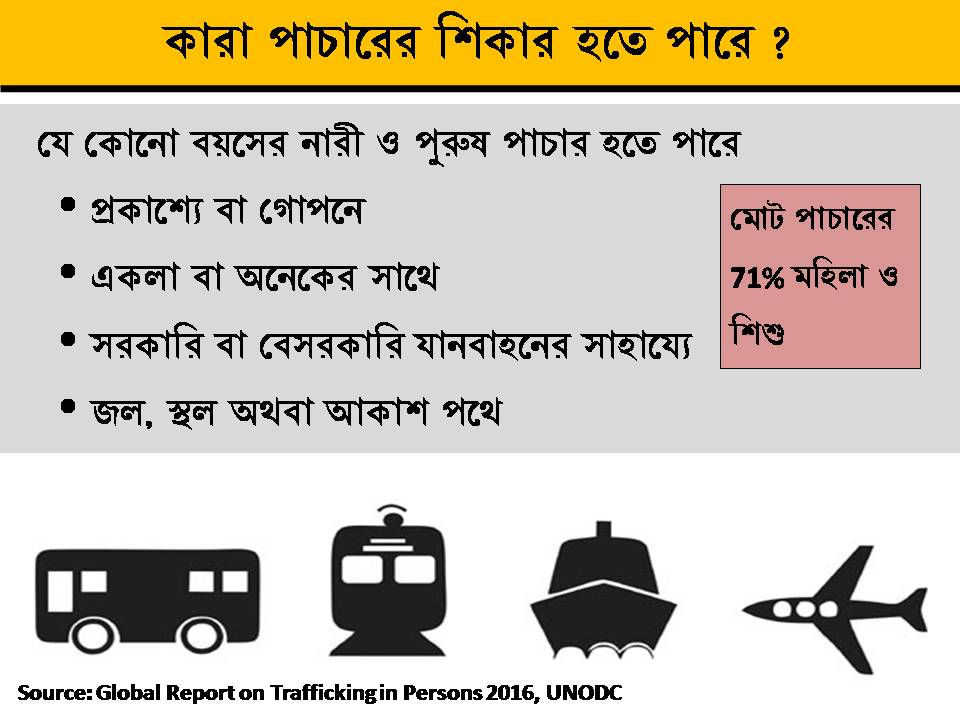 কারা পাচারের শিকার হতে পারে ?
যে কোনো বয়সের নারী ও পুরুষ পাচার হতে পারে
• প্রকাশ্যে বা গোপনে
• একলা বা অনেকের সাথে
• সরকারি বা বেসরকারি যানবাহনের সাহায্যে
• জল, স্থল অথবা আকাশ পথে
মোট পাচারের
71% মহিলা ও
শিশু
Source: Global Report on Trafficking in Persons 2016, UNODC